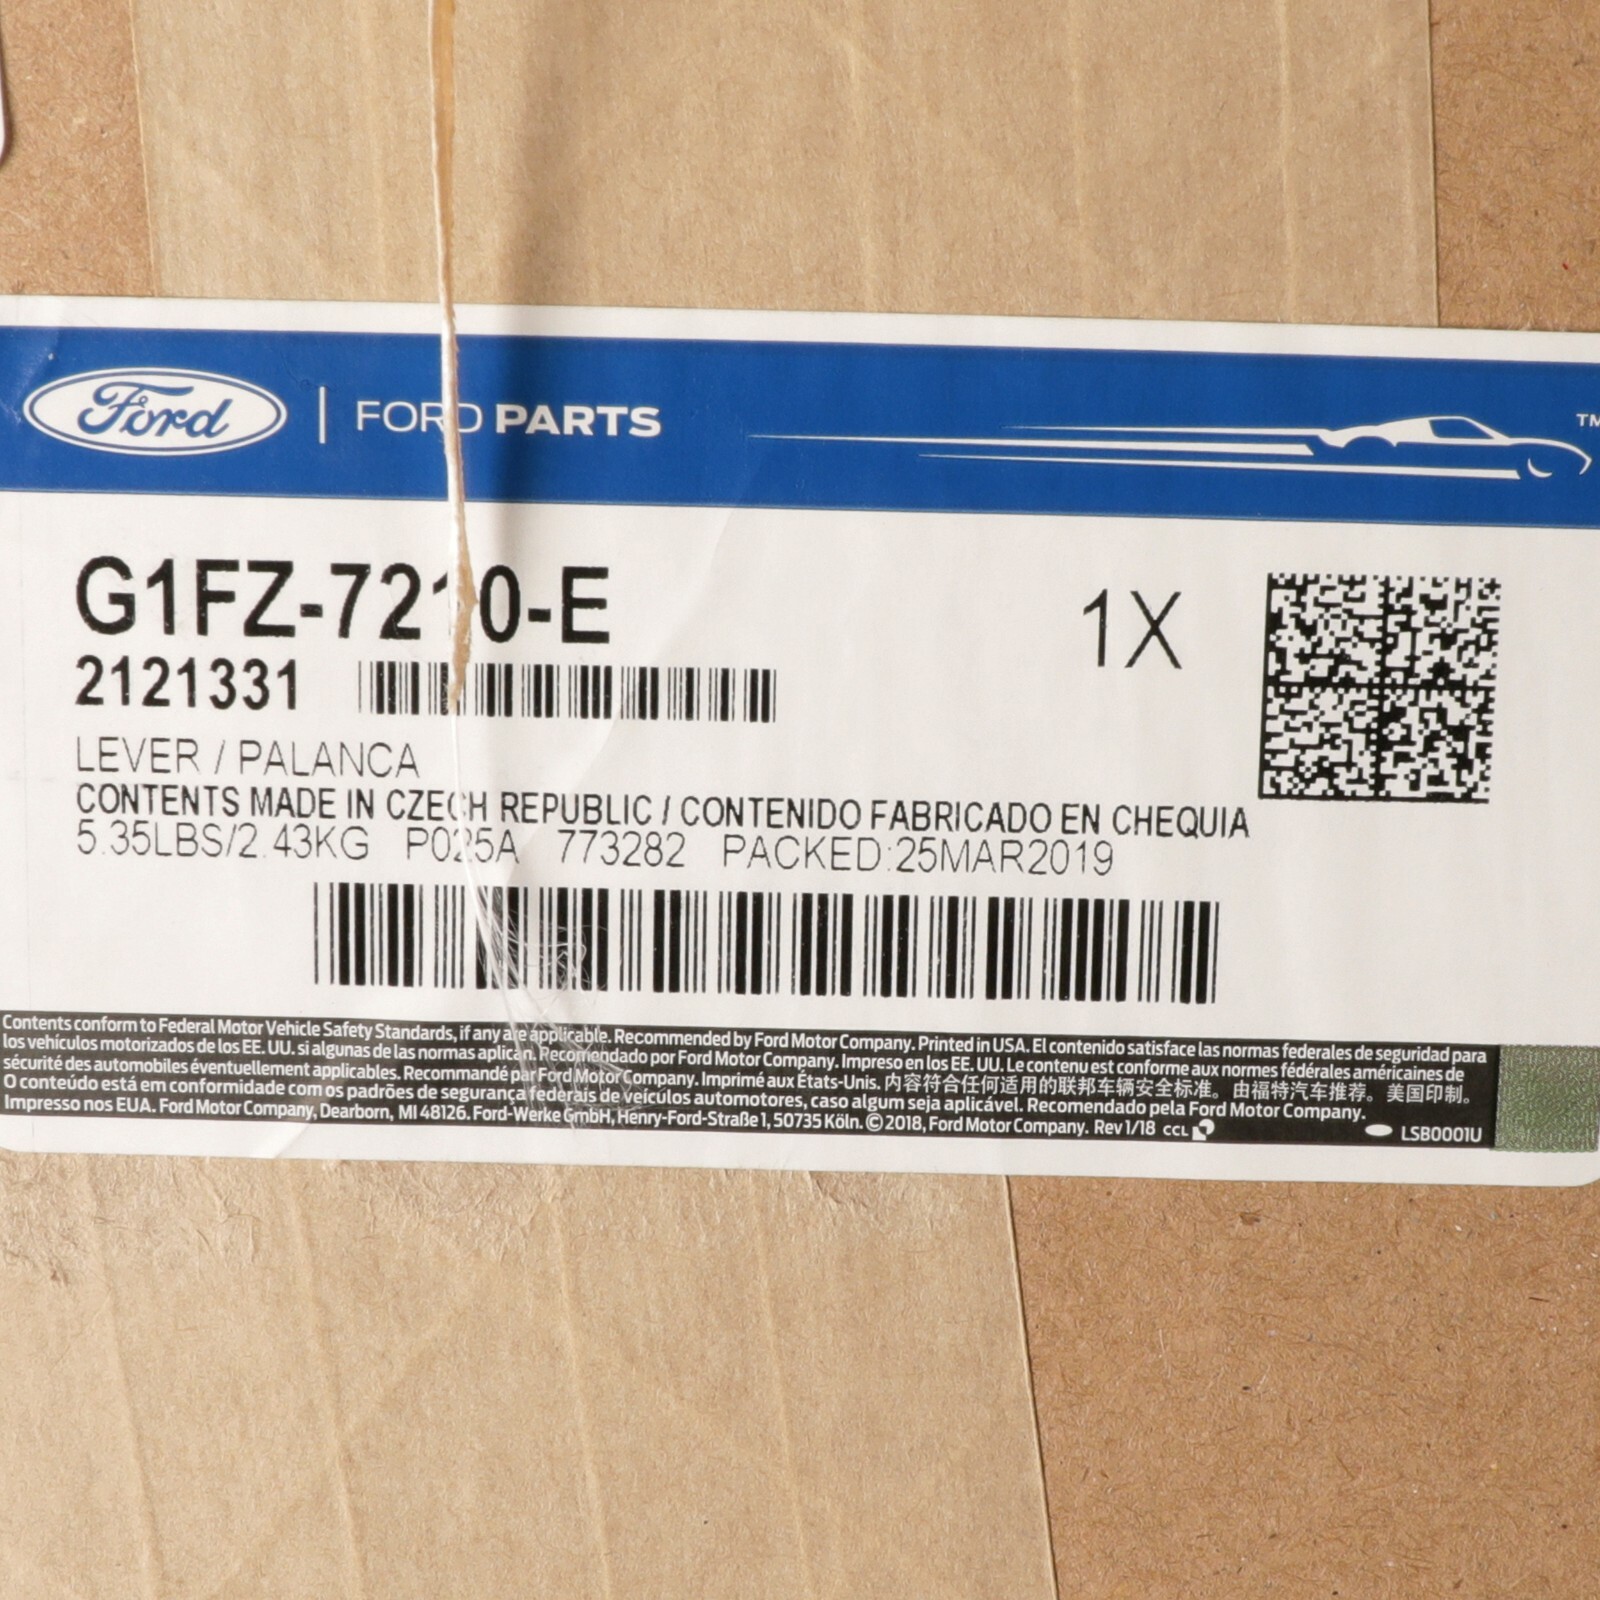 Ford | FORD PARTS TM
G1FZ-7210-E 1X
2121331
LEVER / PALANCA
CONTENTS MADE IN CZECH REPUBLIC / CONTENIDO FABRICADO EN CHEQUIA
5.35LBS/2.43KG P025A 773282 PACKED:25MAR2019
Contents conform to Federal Motor Vehicle Safety Standards, if any are applicable. Recommended by Ford Motor Company. Printed in USA. El contenido satisface las normas federales de seguridad para
los vehículos motorizados de los EE. UU. si algunas de las normas aplican. Recomendado por Ford Motor Company. Impreso en los EE. UU. Le contenu est conforme aux normes fédérales américaines de
sécurité des automobiles éventuellement applicables. Recommandé par Ford Motor Company. Imprimé aux États-Unis. 内容符合任何适用的联邦车辆安全标准。由福特汽车推荐。美国印制。
O conteúdo está em conformidade com os padrões de segurança federais de veículos automotores, caso algum seja aplicável. Recomendado pela Ford Motor Company.
Impresso nos EUA. Ford Motor Company, Dearborn, MI 48126. Ford-Werke GmbH, Henry-Ford-Straße 1, 50735 Köln. © 2018, Ford Motor Company. Rev 1/18 CCL LSB0001U